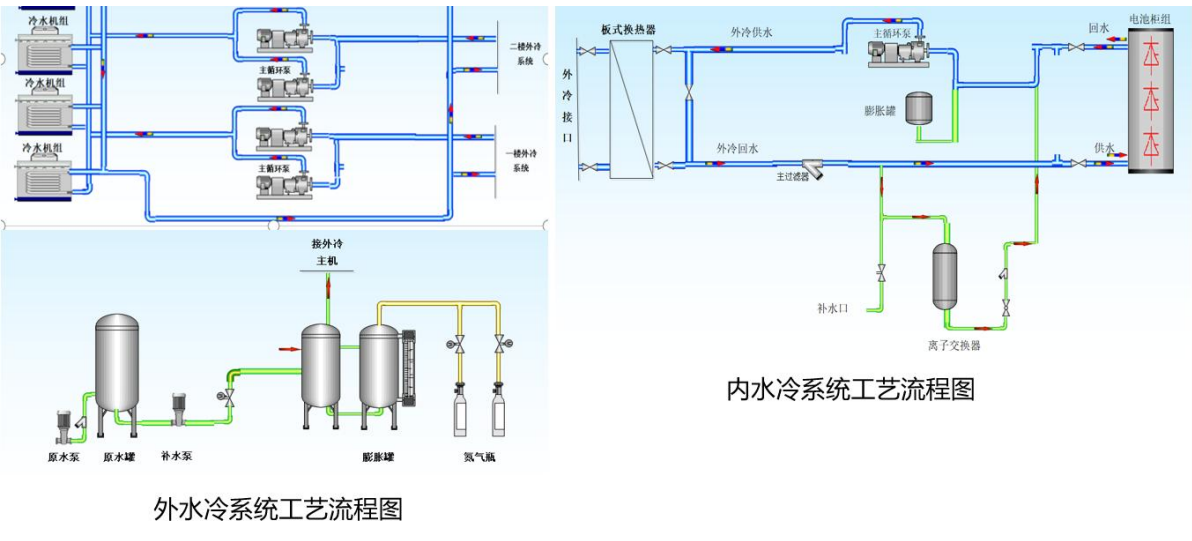 冷水机组
冷水机组
冷水机组
主循环泵
主循环泵
二楼外冷
系统
一楼外冷
系统
接外冷
主机
原水泵
原水罐
补水泵
膨胀罐
氮气瓶
外水冷系统工艺流程图
板式换热器
外冷供水
主循环泵
回水
电池柜组
外冷接口
膨胀罐
外冷回水
主过滤器
供水
补水口
离子交换器
内水冷系统工艺流程图